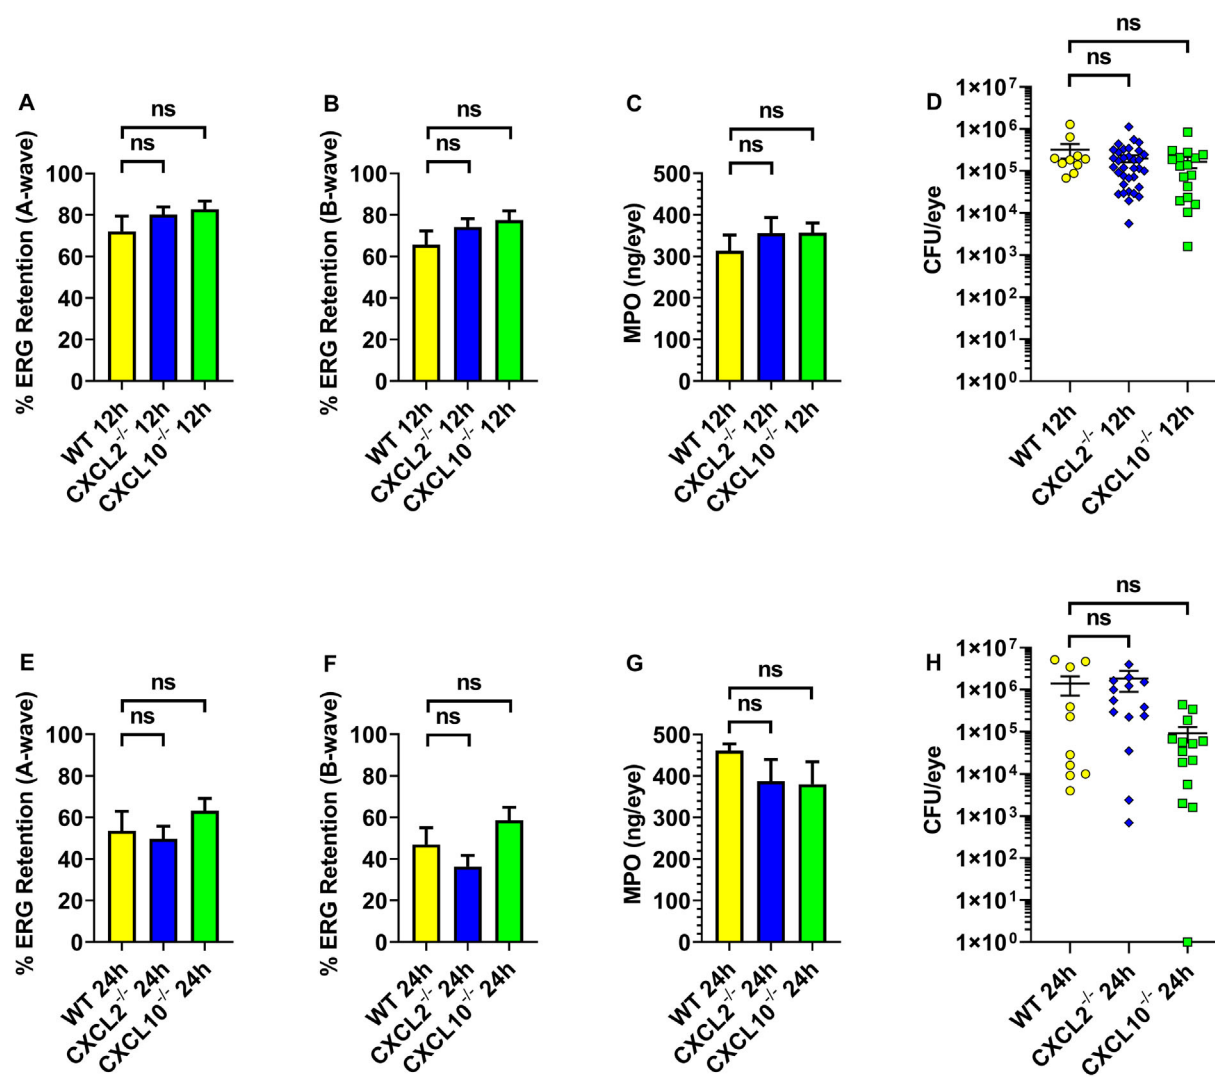 A
% ERG Retention (A-wave)
ns
ns
100
80
60
40
20
0
WT 12h
CXCL2-/- 12h
CXCL10-/- 12h
B
% ERG Retention (B-wave)
ns
ns
100
80
60
40
20
0
WT 12h
CXCL2-/- 12h
CXCL10-/- 12h
C
MPO (ng/eye)
ns
ns
500
400
300
200
100
0
WT 12h
CXCL2-/- 12h
CXCL10-/- 12h
D
CFU/eye
ns
ns
1×10^7
1×10^6
1×10^5
1×10^4
1×10^3
1×10^2
1×10^1
1×10^0
WT 12h
CXCL2-/- 12h
CXCL10-/- 12h
E
% ERG Retention (A-wave)
ns
ns
100
80
60
40
20
0
WT 24h
CXCL2-/- 24h
CXCL10-/- 24h
F
% ERG Retention (B-wave)
ns
ns
100
80
60
40
20
0
WT 24h
CXCL2-/- 24h
CXCL10-/- 24h
G
MPO (ng/eye)
ns
ns
500
400
300
200
100
0
WT 24h
CXCL2-/- 24h
CXCL10-/- 24h
H
CFU/eye
ns
ns
1×10^7
1×10^6
1×10^5
1×10^4
1×10^3
1×10^2
1×10^1
1×10^0
WT 24h
CXCL2-/- 24h
CXCL10-/- 24h